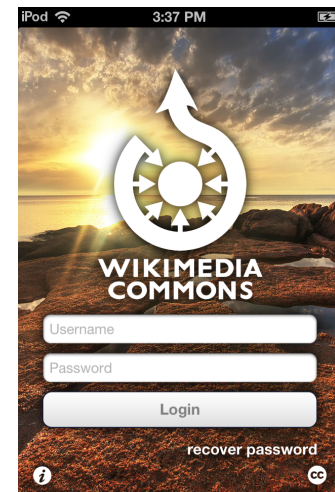 iPod 3:37 PM
WIKIMEDIA
COMMONS
Username
Password
Login
recover password
i
cc